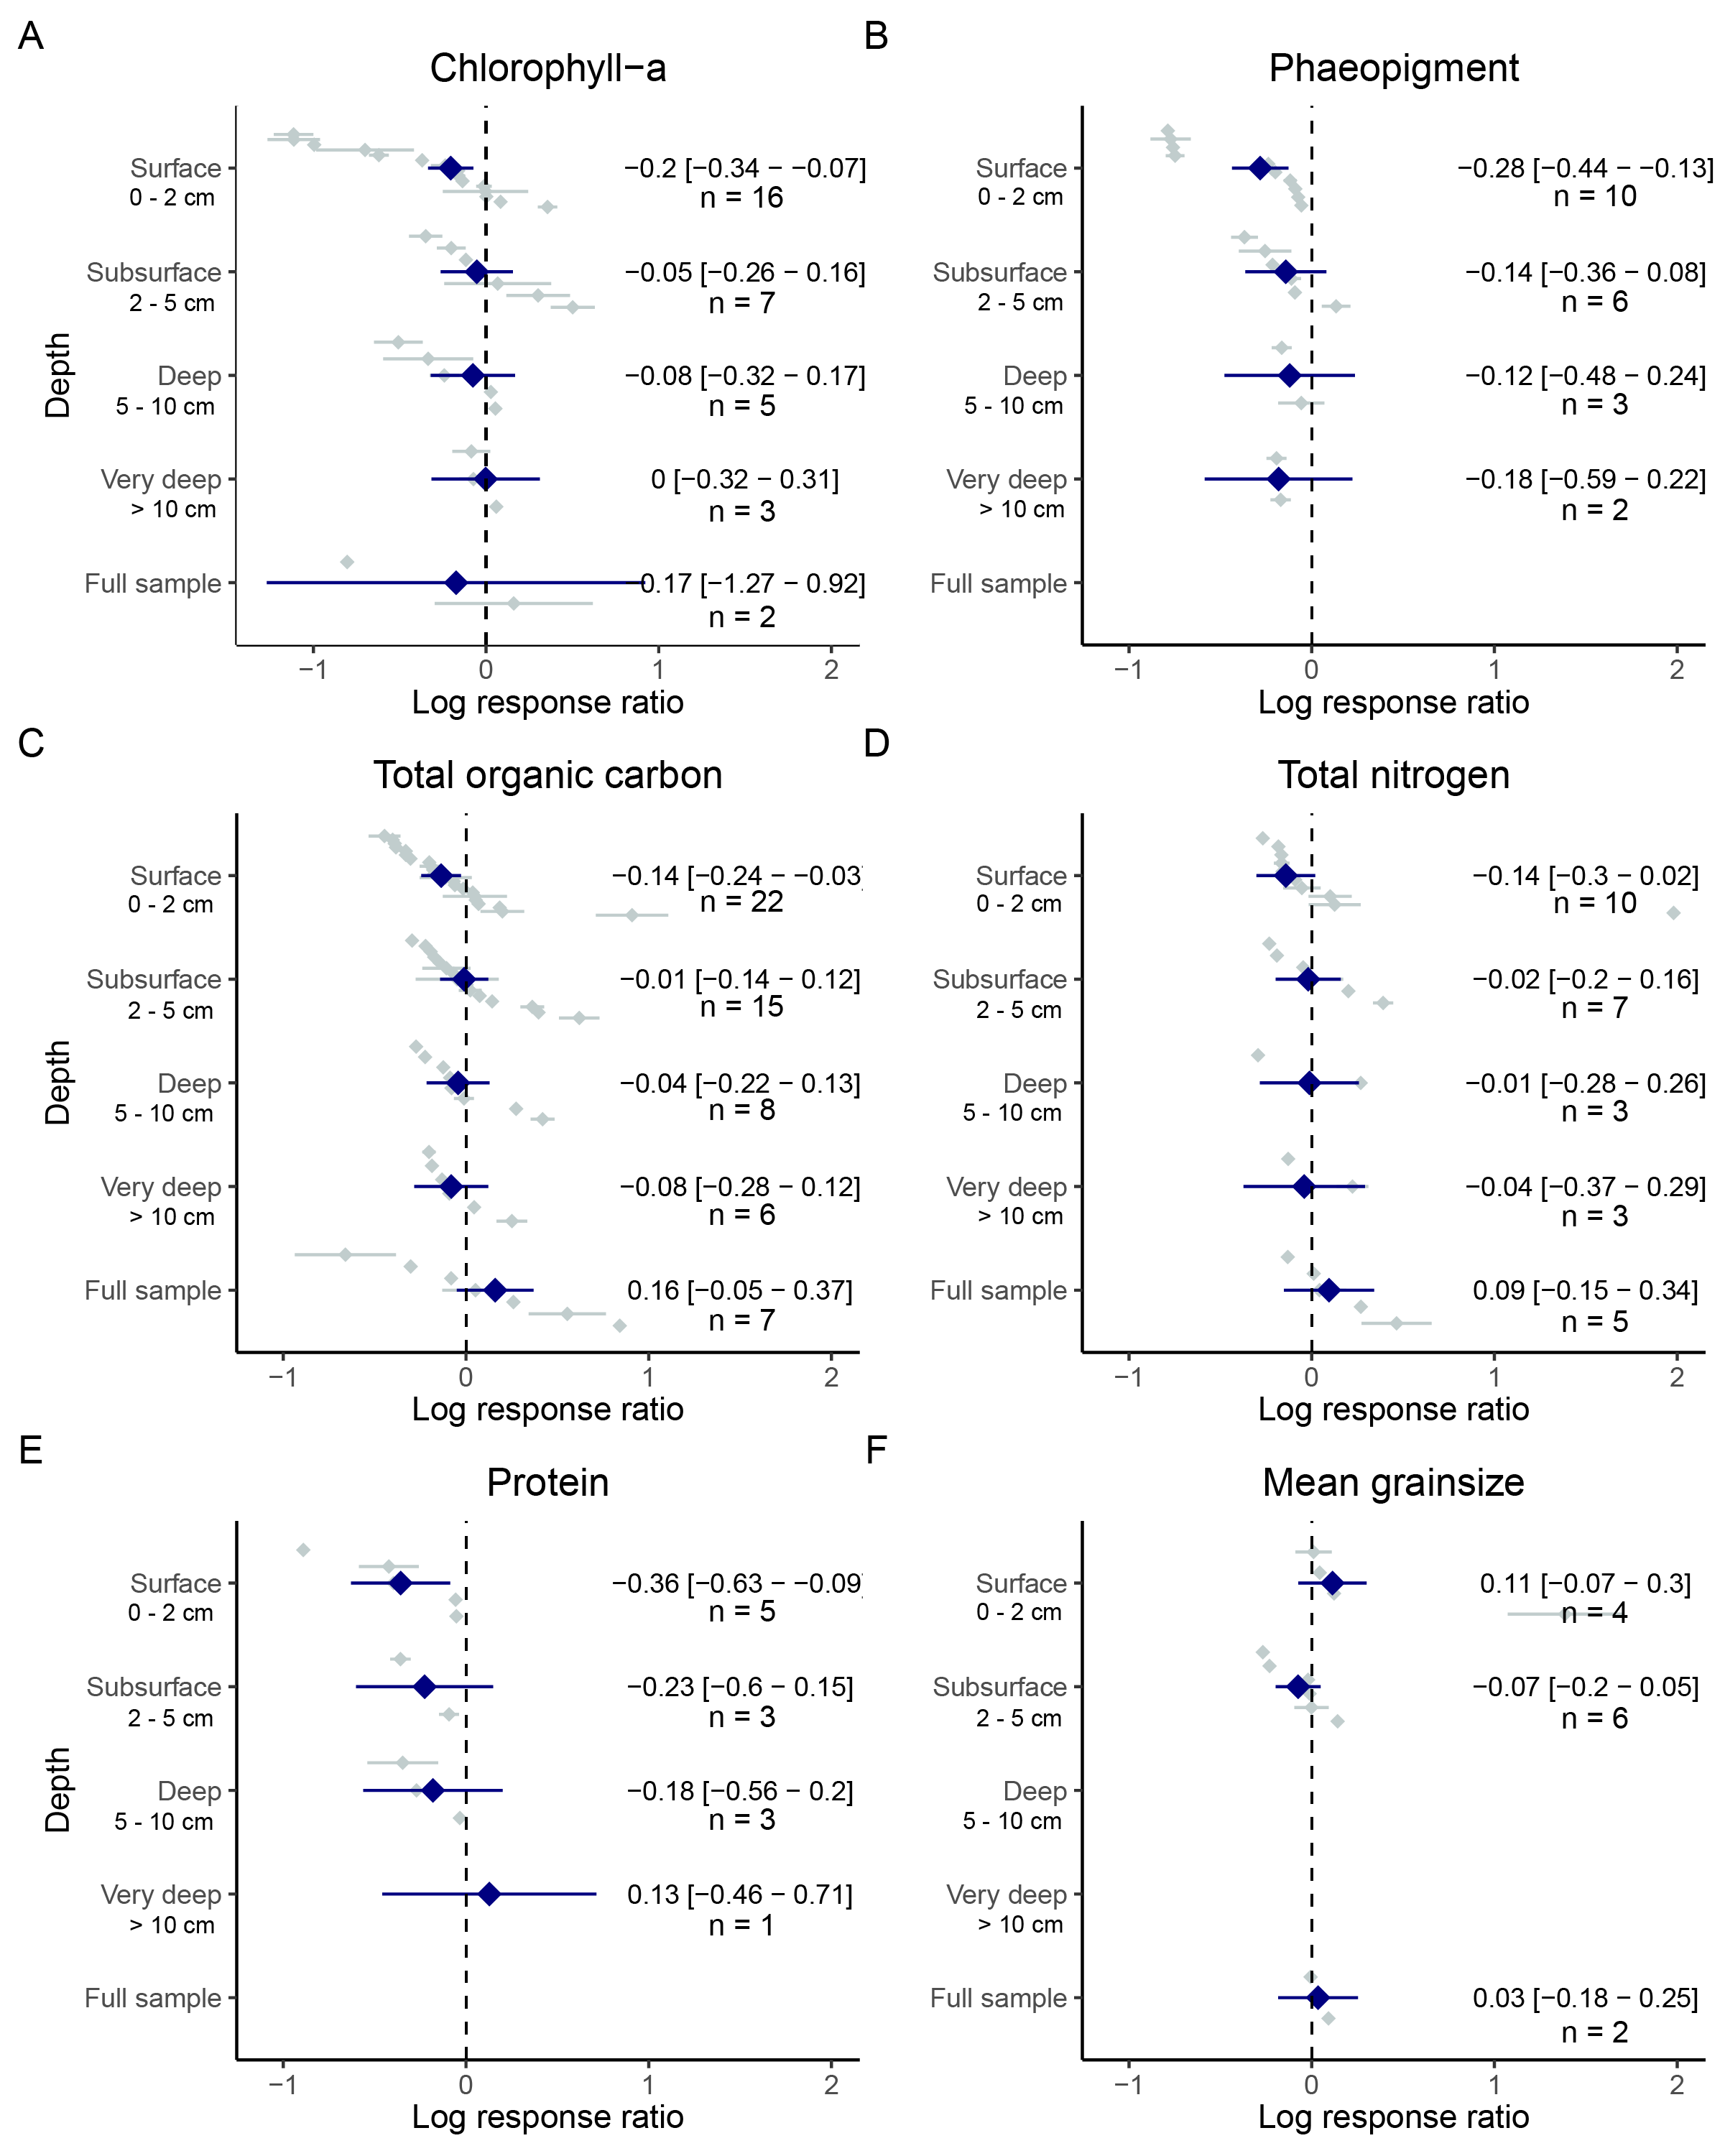 A
Chlorophyll−a
Surface
0 - 2 cm
−0.2 [−0.34 − −0.07]
n = 16
Subsurface
2 - 5 cm
−0.05 [−0.26 − 0.16]
n = 7
Deep
5 - 10 cm
−0.08 [−0.32 − 0.17]
n = 5
Very deep
> 10 cm
0 [−0.32 − 0.31]
n = 3
Full sample
−0.17 [−1.27 − 0.92]
n = 2
Depth
−1 0 1 2
Log response ratio
B
Phaeopigment
Surface
0 - 2 cm
−0.28 [−0.44 − −0.13]
n = 10
Subsurface
2 - 5 cm
−0.14 [−0.36 − 0.08]
n = 6
Deep
5 - 10 cm
−0.12 [−0.48 − 0.24]
n = 3
Very deep
> 10 cm
−0.18 [−0.59 − 0.22]
n = 2
Full sample
−1 0 1 2
Log response ratio
C
Total organic carbon
Surface
0 - 2 cm
−0.14 [−0.24 − −0.03]
n = 22
Subsurface
2 - 5 cm
−0.01 [−0.14 − 0.12]
n = 15
Deep
5 - 10 cm
−0.04 [−0.22 − 0.13]
n = 8
Very deep
> 10 cm
−0.08 [−0.28 − 0.12]
n = 6
Full sample
0.16 [−0.05 − 0.37]
n = 7
Depth
−1 0 1 2
Log response ratio
D
Total nitrogen
Surface
0 - 2 cm
−0.14 [−0.3 − 0.02]
n = 10
Subsurface
2 - 5 cm
−0.02 [−0.2 − 0.16]
n = 7
Deep
5 - 10 cm
−0.01 [−0.28 − 0.26]
n = 3
Very deep
> 10 cm
−0.04 [−0.37 − 0.29]
n = 3
Full sample
0.09 [−0.15 − 0.34]
n = 5
−1 0 1 2
Log response ratio
E
Protein
Surface
0 - 2 cm
−0.36 [−0.63 − −0.09]
n = 5
Subsurface
2 - 5 cm
−0.23 [−0.6 − 0.15]
n = 3
Deep
5 - 10 cm
−0.18 [−0.56 − 0.2]
n = 3
Very deep
> 10 cm
0.13 [−0.46 − 0.71]
n = 1
Full sample
Depth
−1 0 1 2
Log response ratio
F
Mean grainsize
Surface
0 - 2 cm
0.11 [−0.07 − 0.3]
n = 4
Subsurface
2 - 5 cm
−0.07 [−0.2 − 0.05]
n = 6
Deep
5 - 10 cm
Very deep
> 10 cm
Full sample
0.03 [−0.18 − 0.25]
n = 2
−1 0 1 2
Log response ratio